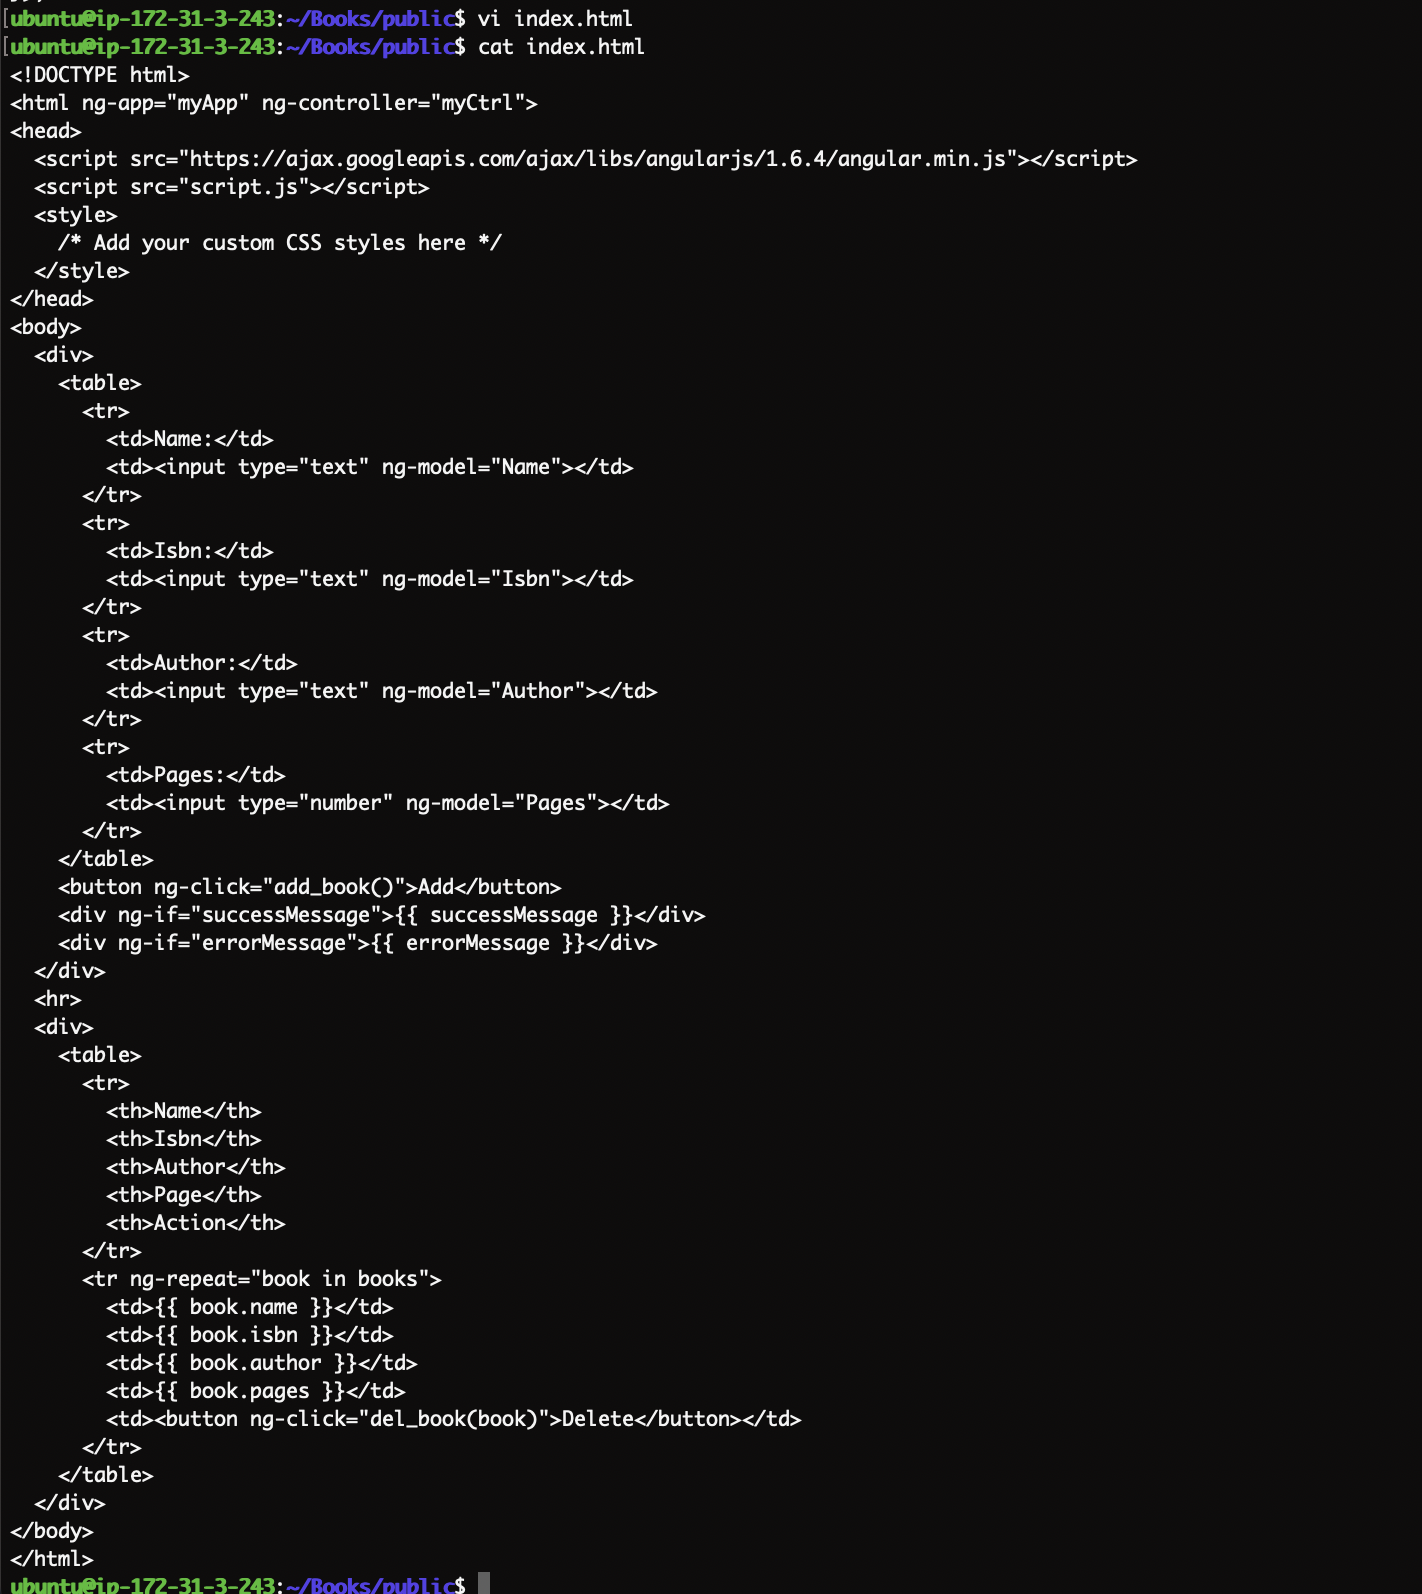 [ubuntu@ip-172-31-3-243:~/Books/public$ vi index.html
[ubuntu@ip-172-31-3-243:~/Books/public$ cat index.html
<!DOCTYPE html>
<html ng-app="myApp" ng-controller="myCtrl">
<head>
  <script src="https://ajax.googleapis.com/ajax/libs/angularjs/1.6.4/angular.min.js"></script>
  <script src="script.js"></script>
  <style>
    /* Add your custom CSS styles here */
  </style>
</head>
<body>
  <div>
    <table>
      <tr>
        <td>Name:</td>
        <td><input type="text" ng-model="Name"></td>
      </tr>
      <tr>
        <td>Isbn:</td>
        <td><input type="text" ng-model="Isbn"></td>
      </tr>
      <tr>
        <td>Author:</td>
        <td><input type="text" ng-model="Author"></td>
      </tr>
      <tr>
        <td>Pages:</td>
        <td><input type="number" ng-model="Pages"></td>
      </tr>
    </table>
    <button ng-click="add_book()">Add</button>
    <div ng-if="successMessage">{{ successMessage }}</div>
    <div ng-if="errorMessage">{{ errorMessage }}</div>
  </div>
  <hr>
  <div>
    <table>
      <tr>
        <th>Name</th>
        <th>Isbn</th>
        <th>Author</th>
        <th>Page</th>
        <th>Action</th>
      </tr>
      <tr ng-repeat="book in books">
        <td>{{ book.name }}</td>
        <td>{{ book.isbn }}</td>
        <td>{{ book.author }}</td>
        <td>{{ book.pages }}</td>
        <td><button ng-click="del_book(book)">Delete</button></td>
      </tr>
    </table>
  </div>
</body>
</html>
ubuntu@ip-172-31-3-243:~/Books/public$